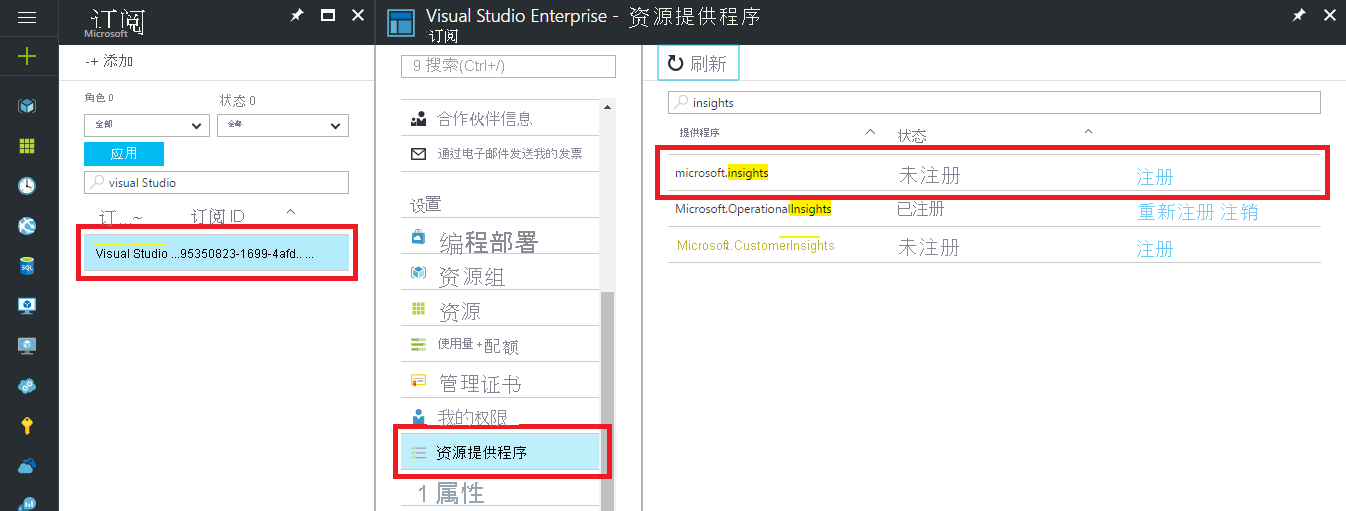 订阅
Microsoft
-+ 添加
角色 0
状态 0
全部
全部
应用
visual Studio
订... ~
订阅 ID
Visual Studio ...95350823-1699-4afd.. ...
Visual Studio Enterprise - 资源提供程序
订阅
9 搜索(Ctrl+/)
合作伙伴信息
通过电子邮件发送我的发票
设置
编程部署
资源组
资源
使用量 +配额
管理证书
我的权限
资源提供程序
1 属性
刷新
insights
提供程序
状态
microsoft.insights 未注册 注册
Microsoft.OperationalInsights 已注册 重新注册 注销
Microsoft.CustomerInsights 未注册 注册